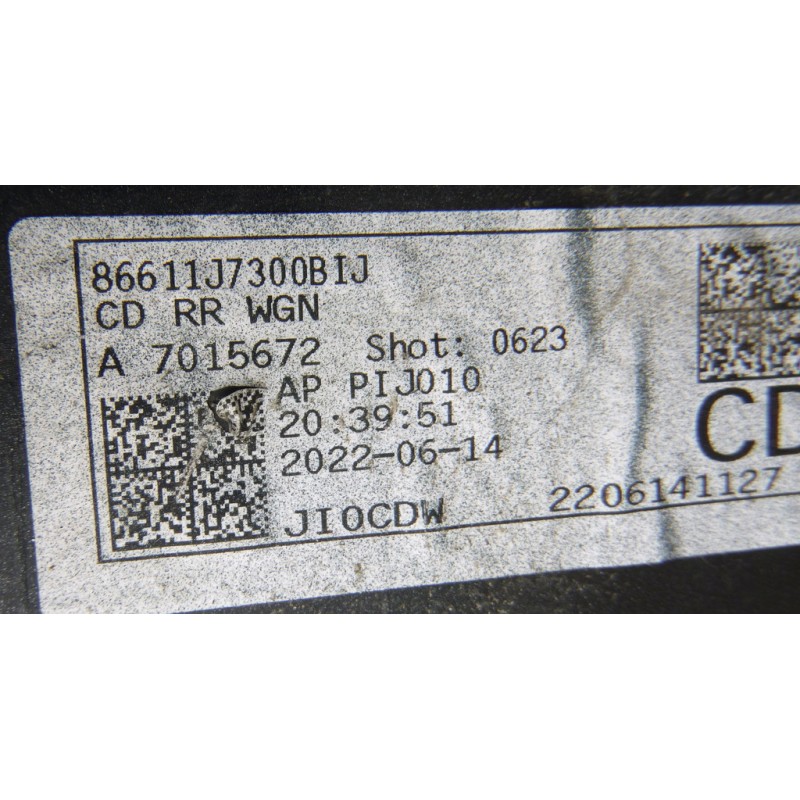 86611J7300BIJ
CD RR WGN
A 7015672 Shot: 0623
AP PIJ010
20:39:51
2022-06-14
JI0CDW 2206141127
CD